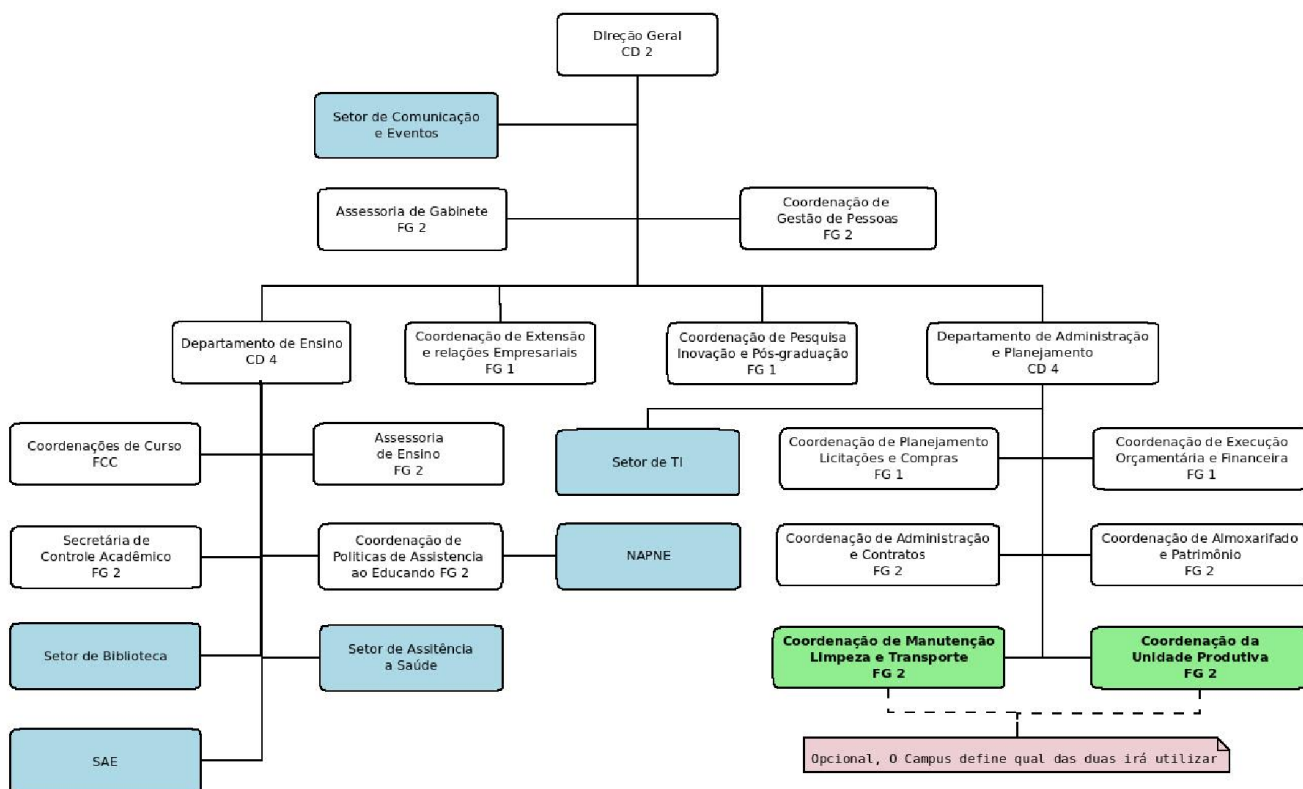 DIreção Geral
CD 2
Setor de Comunicação
e Eventos
Assessoria de Gabinete
FG 2
Coordenação de
Gestão de Pessoas
FG 2
Departamento de Ensino
CD 4
Coordenação de Extensão
e relações Empresariais
FG 1
Coordenação de Pesquisa
Inovação e Pós-graduação
FG 1
Departamento de Administração
e Planejamento
CD 4
Coordenações de Curso
FCC
Assessoria
de Ensino
FG 2
Setor de TI
Coordenação de Planejamento
Licitações e Compras
FG 1
Coordenação de Execução
Orçamentária e Financeira
FG 1
Secretária de
Controle Acadêmico
FG 2
Coordenação de
Politicas de Assistencia
ao Educando FG 2
NAPNE
Coordenação de Administração
e Contratos
FG 2
Coordenação de Almoxarifado
e Patrimônio
FG 2
Setor de Biblioteca
Setor de Assitência
a Saúde
Coordenação de Manutenção
Limpeza e Transporte
FG 2
Coordenação da
Unidade Produtiva
FG 2
SAE
Opcional, O Campus define qual das duas irá utilizar